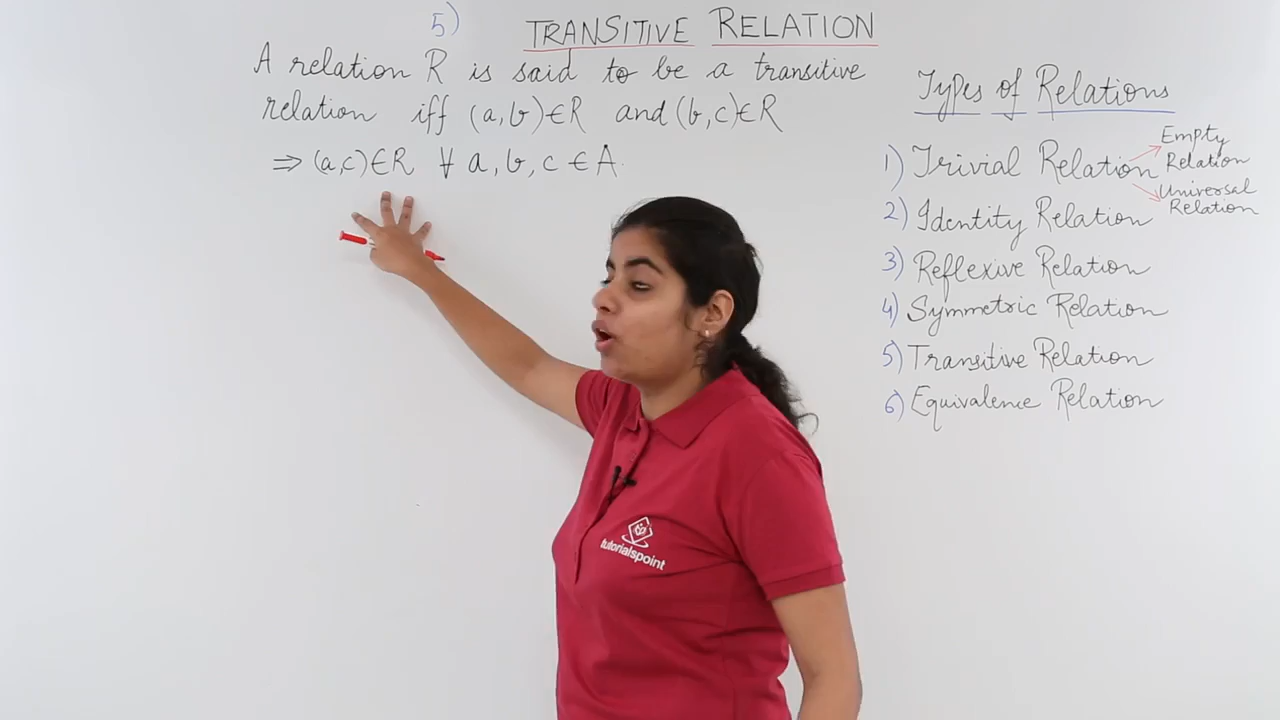 5)
TRANSITIVE RELATION
A relation R is said to be a transitive
relation iff (a,b)∈R and (b,c)∈R
⇒ (a,c)∈R ∀ a, b, c ∈ A.
Types of Relations
1) Trivial Relation
Empty
Relation
Universal
Relation
2) Identity Relation
3) Reflexive Relation
4) Symmetric Relation
5) Transitive Relation
6) Equivalence Relation
tutorialspoint